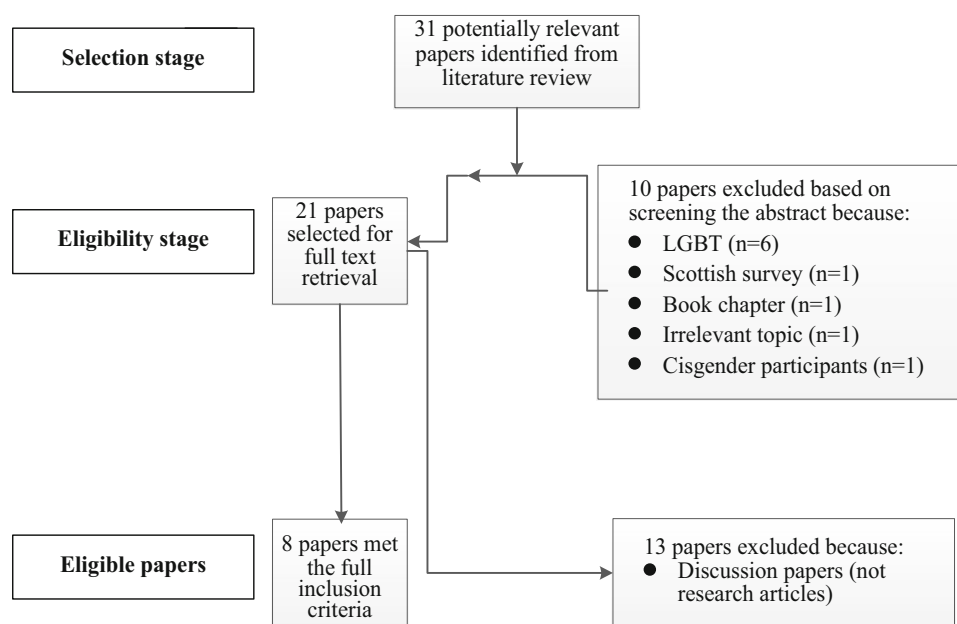 Selection stage
31 potentially relevant
papers identified from
literature review
Eligibility stage
21 papers
selected for
full text
retrieval
10 papers excluded based on
screening the abstract because:
● LGBT (n=6)
● Scottish survey (n=1)
● Book chapter (n=1)
● Irrelevant topic (n=1)
● Cisgender participants (n=1)
Eligible papers
8 papers met
the full
inclusion
criteria
13 papers excluded because:
● Discussion papers (not
research articles)